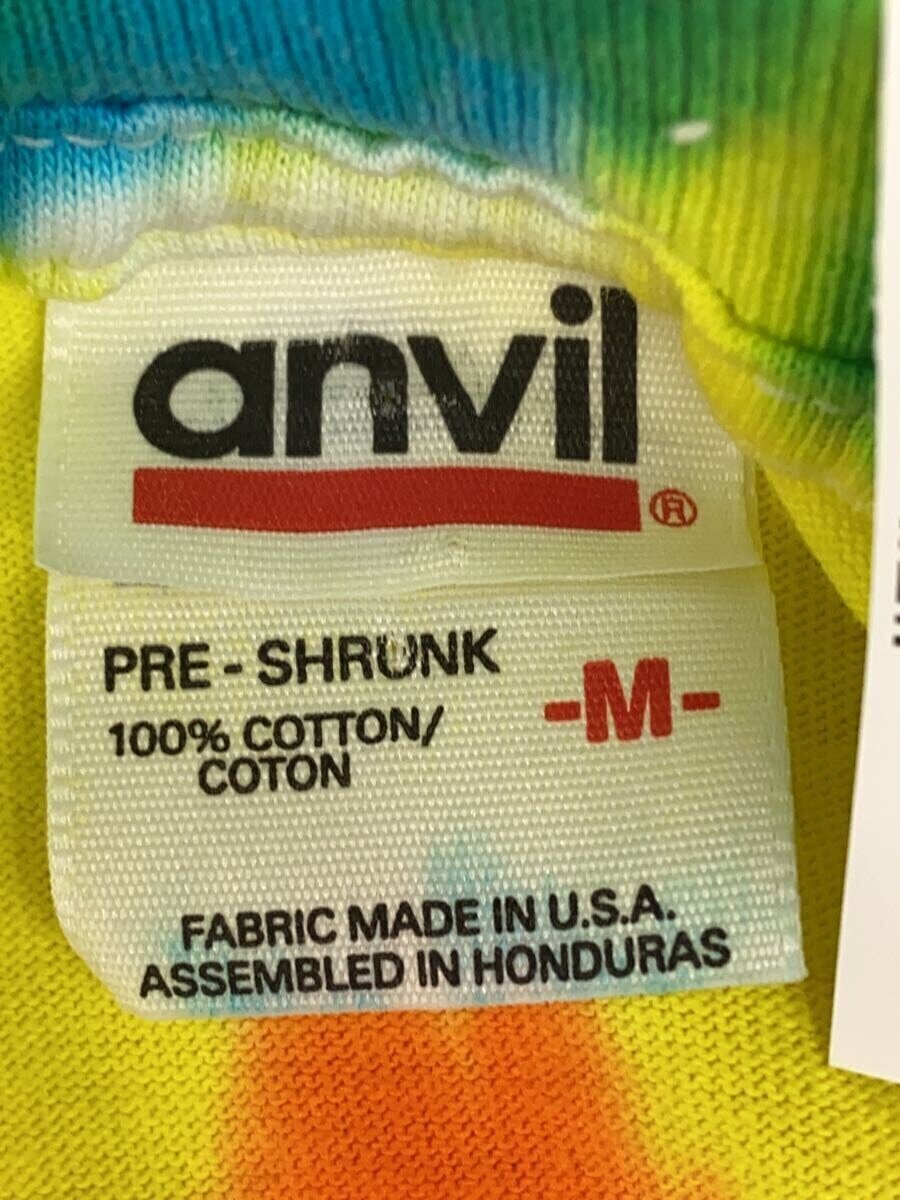 anvil®
PRE-SHRUNK
-M-
100% COTTON/
COTON
FABRIC MADE IN U.S.A.
ASSEMBLED IN HONDURAS